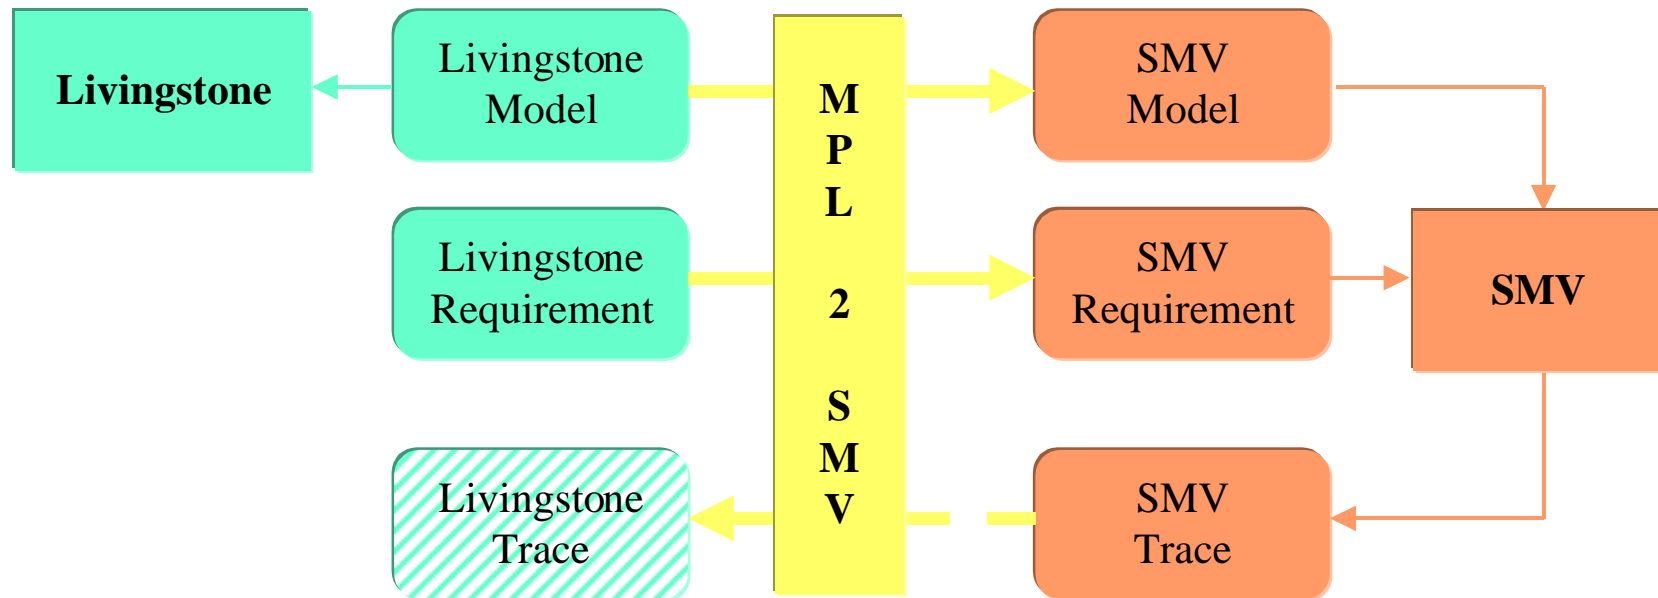 Livingstone
Livingstone
Model
Livingstone
Requirement
Livingstone
Trace
M
P
L
2
S
M
V
SMV
Model
SMV
Requirement
SMV
Trace
SMV